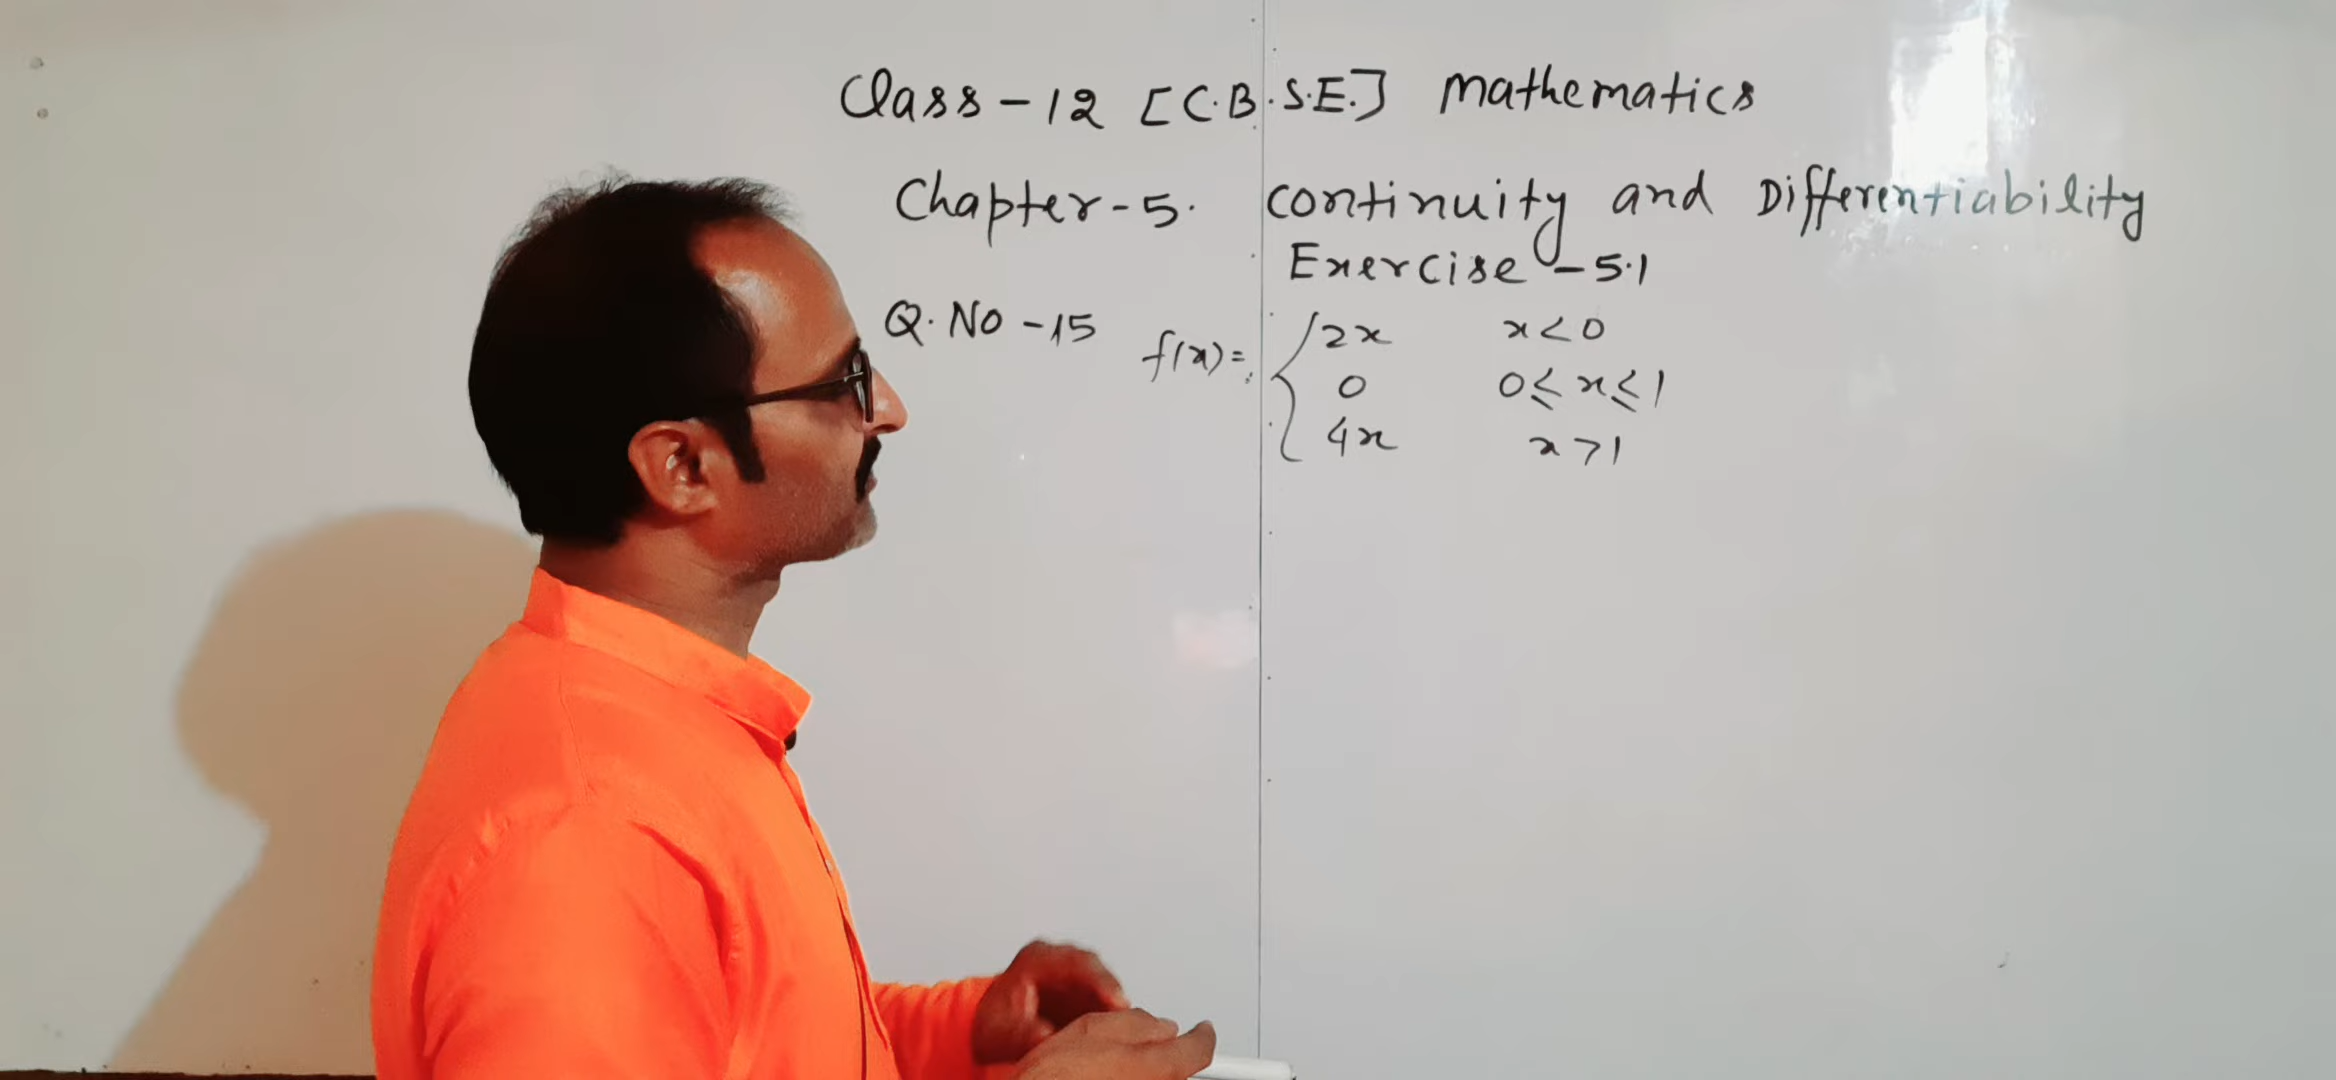 Class - 12 [C.B.S.E.] Mathematics
Chapter - 5. Continuity and Differentiability
Exercise - 5.1
Q. No - 15
f(x) = { 2x x < 0
0 0 ≤ x ≤ 1
4x x > 1